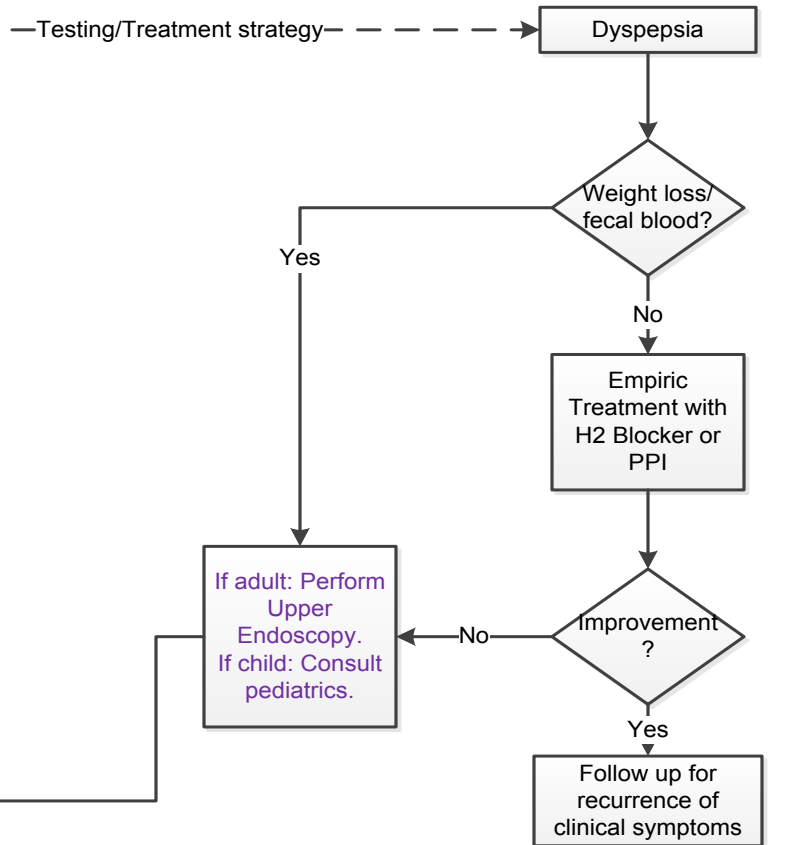 Testing/Treatment strategy
Dyspepsia
Weight loss/
fecal blood?
Yes
No
Empiric
Treatment with
H2 Blocker or
PPI
If adult: Perform
Upper
Endoscopy.
If child: Consult
pediatrics.
No
Improvement
?
Yes
Follow up for
recurrence of
clinical symptoms